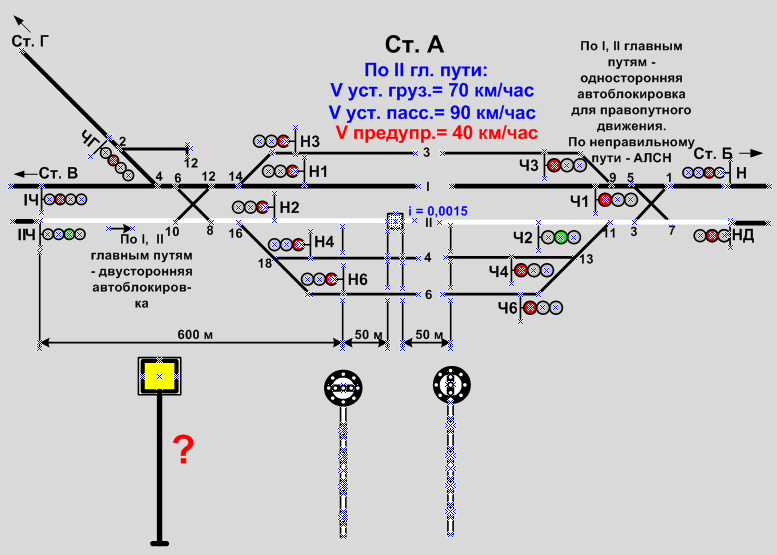 Ст. Г
Ст. А
По II гл. пути:
V уст. груз.= 70 км/час
V уст. пасс.= 90 км/час
V предупр.= 40 км/час
По I, II главным
путям -
односторонняя
автоблокировка
для правопутного
движения.
По неправильному
пути - АЛСН
ЧГ
2
12
Н3
3
Ч3
Ст. Б
Н
Ст. В
4
6
12
14
Н1
I
9
5
1
IЧ
Н2
i = 0,0015
Ч1
IIЧ
10
8
16
II
Ч2
11
3
7
НД
По I, II
главным путям
- двусторонняя
автоблокиров-
ка
Н4
18
4
Ч4
13
Н6
6
Ч6
600 м
50 м
50 м
?